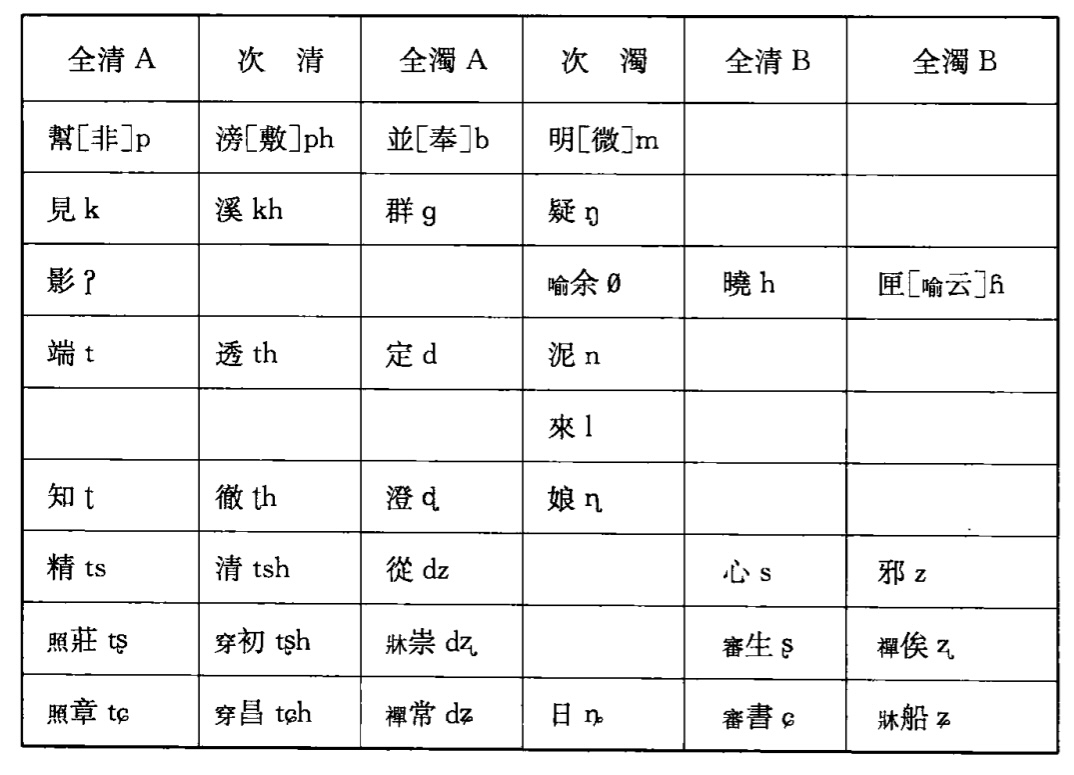 全清 A 次 清 全濁 A 次 濁 全清 B 全濁 B
幫[非]p 滂[敷]ph 並[奉]b 明[微]m
見 k 溪 kh 群 ɡ 疑 ŋ
影 ʔ 喻余 Ø 曉 h 匣[喻云]ɦ
端 t 透 th 定 d 泥 n
來 l
知 ʈ 徹 ʈh 澄 ɖ 娘 ɳ
精 ts 清 tsh 從 dz 心 s 邪 z
照莊 tʂ 穿初 tʂh 牀崇 dʐ 審生 ʂ 禪俟 ʐ
照章 tɕ 穿昌 tɕh 禪常 dʑ 日 ȵ 審書 ɕ 牀船 ʑ